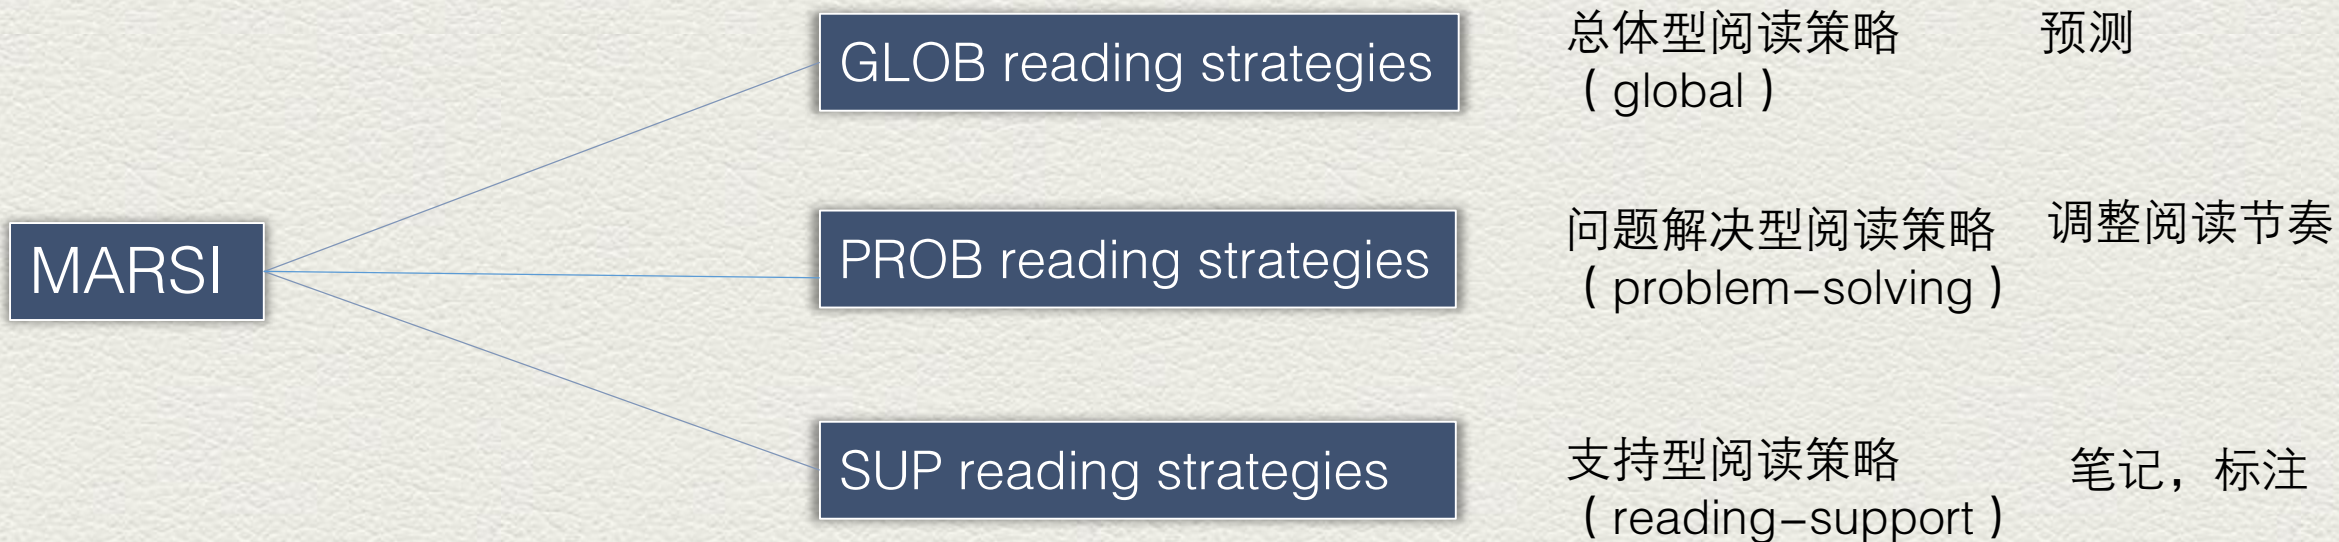 MARSI
GLOB reading strategies
总体型阅读策略
（global）
预测
PROB reading strategies
问题解决型阅读策略
（problem-solving）
调整阅读节奏
SUP reading strategies
支持型阅读策略
（reading-support）
笔记，标注